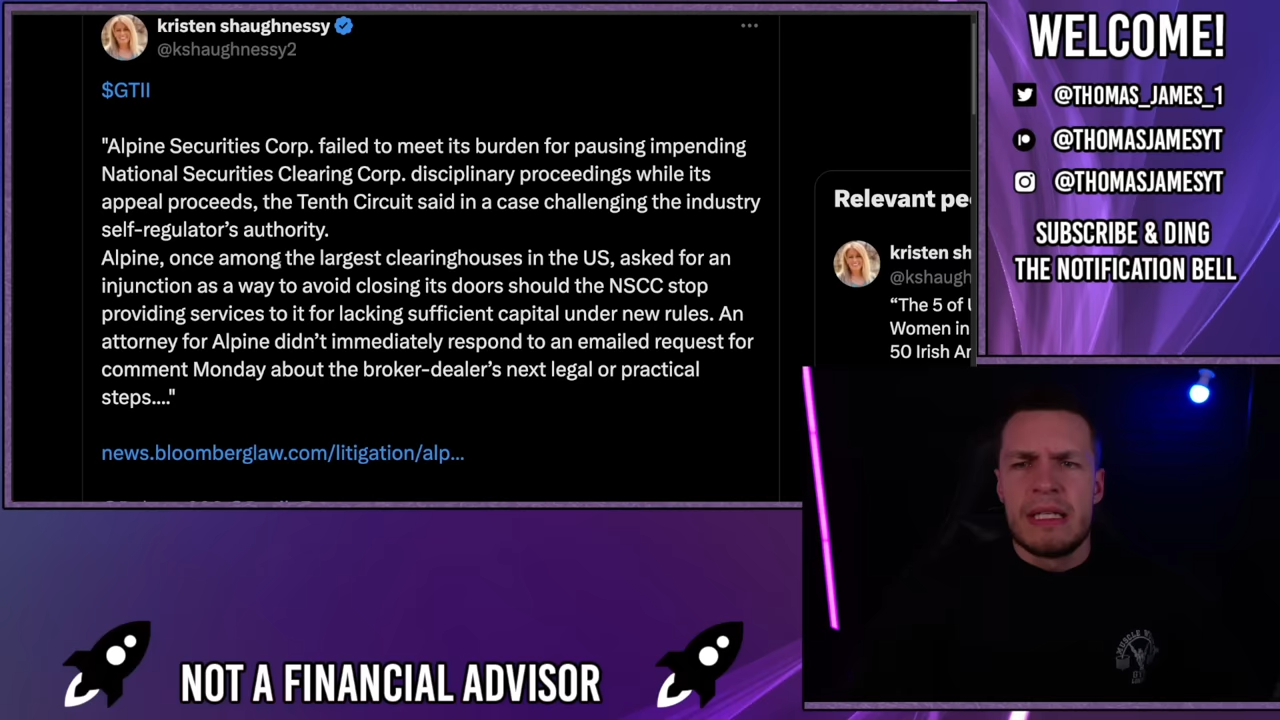 kristen shaughnessy
@kshaughnessy2
$GTII
"Alpine Securities Corp. failed to meet its burden for pausing impending
National Securities Clearing Corp. disciplinary proceedings while its
appeal proceeds, the Tenth Circuit said in a case challenging the industry
self-regulator’s authority.
Alpine, once among the largest clearinghouses in the US, asked for an
injunction as a way to avoid closing its doors should the NSCC stop
providing services to it for lacking sufficient capital under new rules. An
attorney for Alpine didn’t immediately respond to an emailed request for
comment Monday about the broker-dealer’s next legal or practical
steps...."
news.bloomberglaw.com/litigation/alp...
Relevant pe
kristen sh
@kshaugh
“The 5 of
Women in
50 Irish A
WELCOME!
@THOMAS_JAMES_1
@THOMASJAMESYT
@THOMASJAMESYT
SUBSCRIBE & DING
THE NOTIFICATION BELL
NOT A FINANCIAL ADVISOR